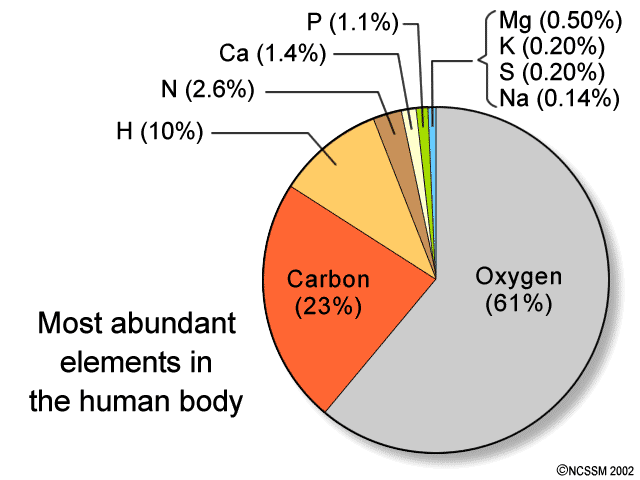 P (1.1%)
Ca (1.4%)
N (2.6%)
H (10%)
Mg (0.50%)
K (0.20%)
S (0.20%)
Na (0.14%)
Carbon
(23%)
Oxygen
(61%)
Most abundant
elements in
the human body
©NCSSM 2002